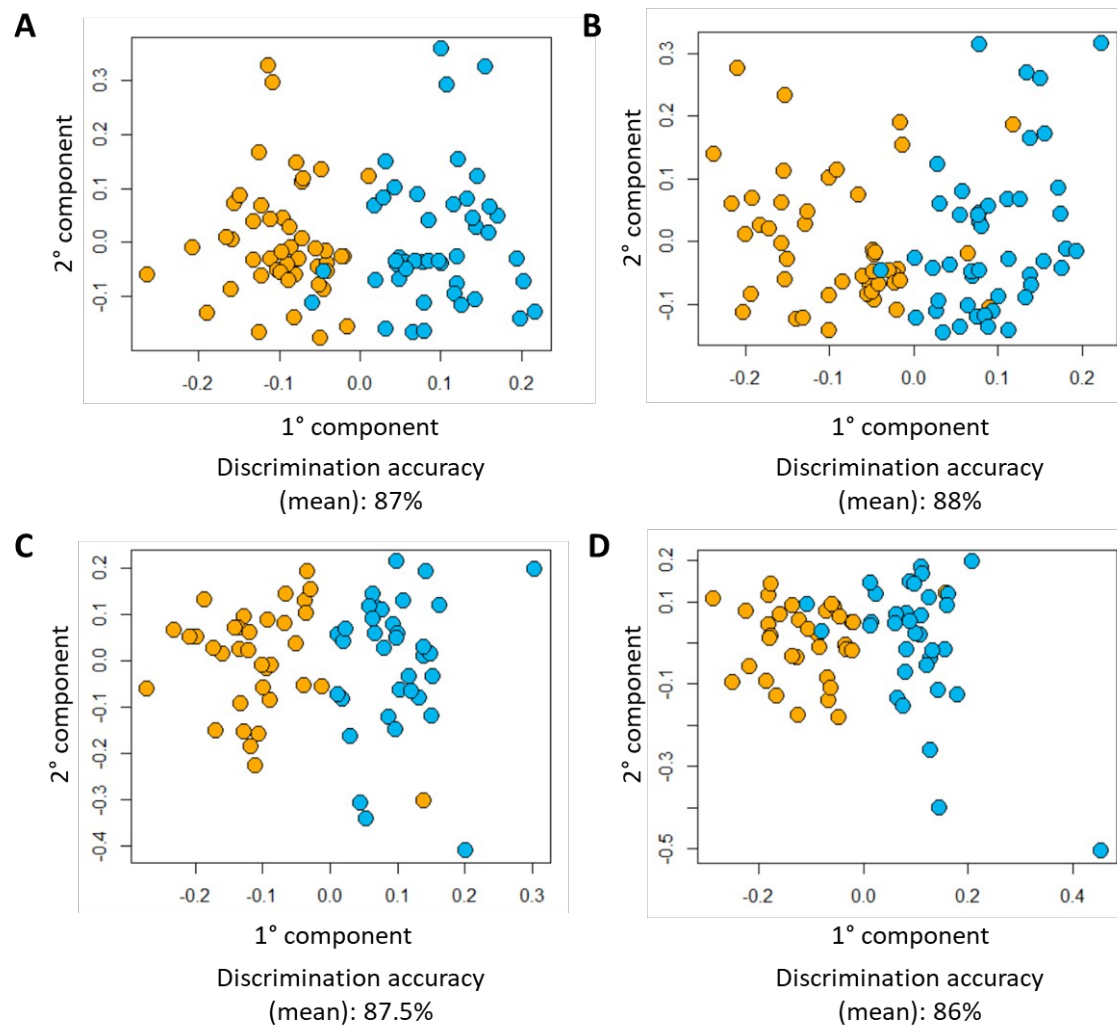 A
2° component
0.3
0.2
0.1
0.0
-0.1
-0.2
-0.1
0.0
0.1
0.2
1° component
Discrimination accuracy
(mean): 87%
B
2° component
0.3
0.2
0.1
0.0
-0.1
-0.2
-0.1
0.0
0.1
0.2
1° component
Discrimination accuracy
(mean): 88%
C
2° component
0.2
0.1
0.0
-0.1
-0.2
-0.3
-0.4
-0.2
-0.1
0.0
0.1
0.2
0.3
1° component
Discrimination accuracy
(mean): 87.5%
D
2° component
0.2
0.1
-0.1
-0.3
-0.5
-0.2
0.0
0.2
0.4
1° component
Discrimination accuracy
(mean): 86%